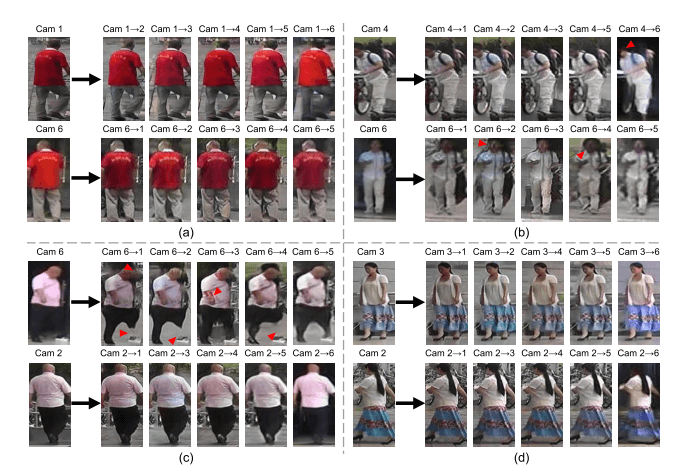 Cam 1 Cam 1→2 Cam 1→3 Cam 1→4 Cam 1→5 Cam 1→6
Cam 6 Cam 6→1 Cam 6→2 Cam 6→3 Cam 6→4 Cam 6→5
(a)
Cam 4 Cam 4→1 Cam 4→2 Cam 4→3 Cam 4→5 Cam 4→6
Cam 6 Cam 6→1 Cam 6→2 Cam 6→3 Cam 6→4 Cam 6→5
(b)
Cam 6 Cam 6→1 Cam 6→2 Cam 6→3 Cam 6→4 Cam 6→5
Cam 2 Cam 2→1 Cam 2→3 Cam 2→4 Cam 2→5 Cam 2→6
(c)
Cam 3 Cam 3→1 Cam 3→2 Cam 3→4 Cam 3→5 Cam 3→6
Cam 2 Cam 2→1 Cam 2→3 Cam 2→4 Cam 2→5 Cam 2→6
(d)